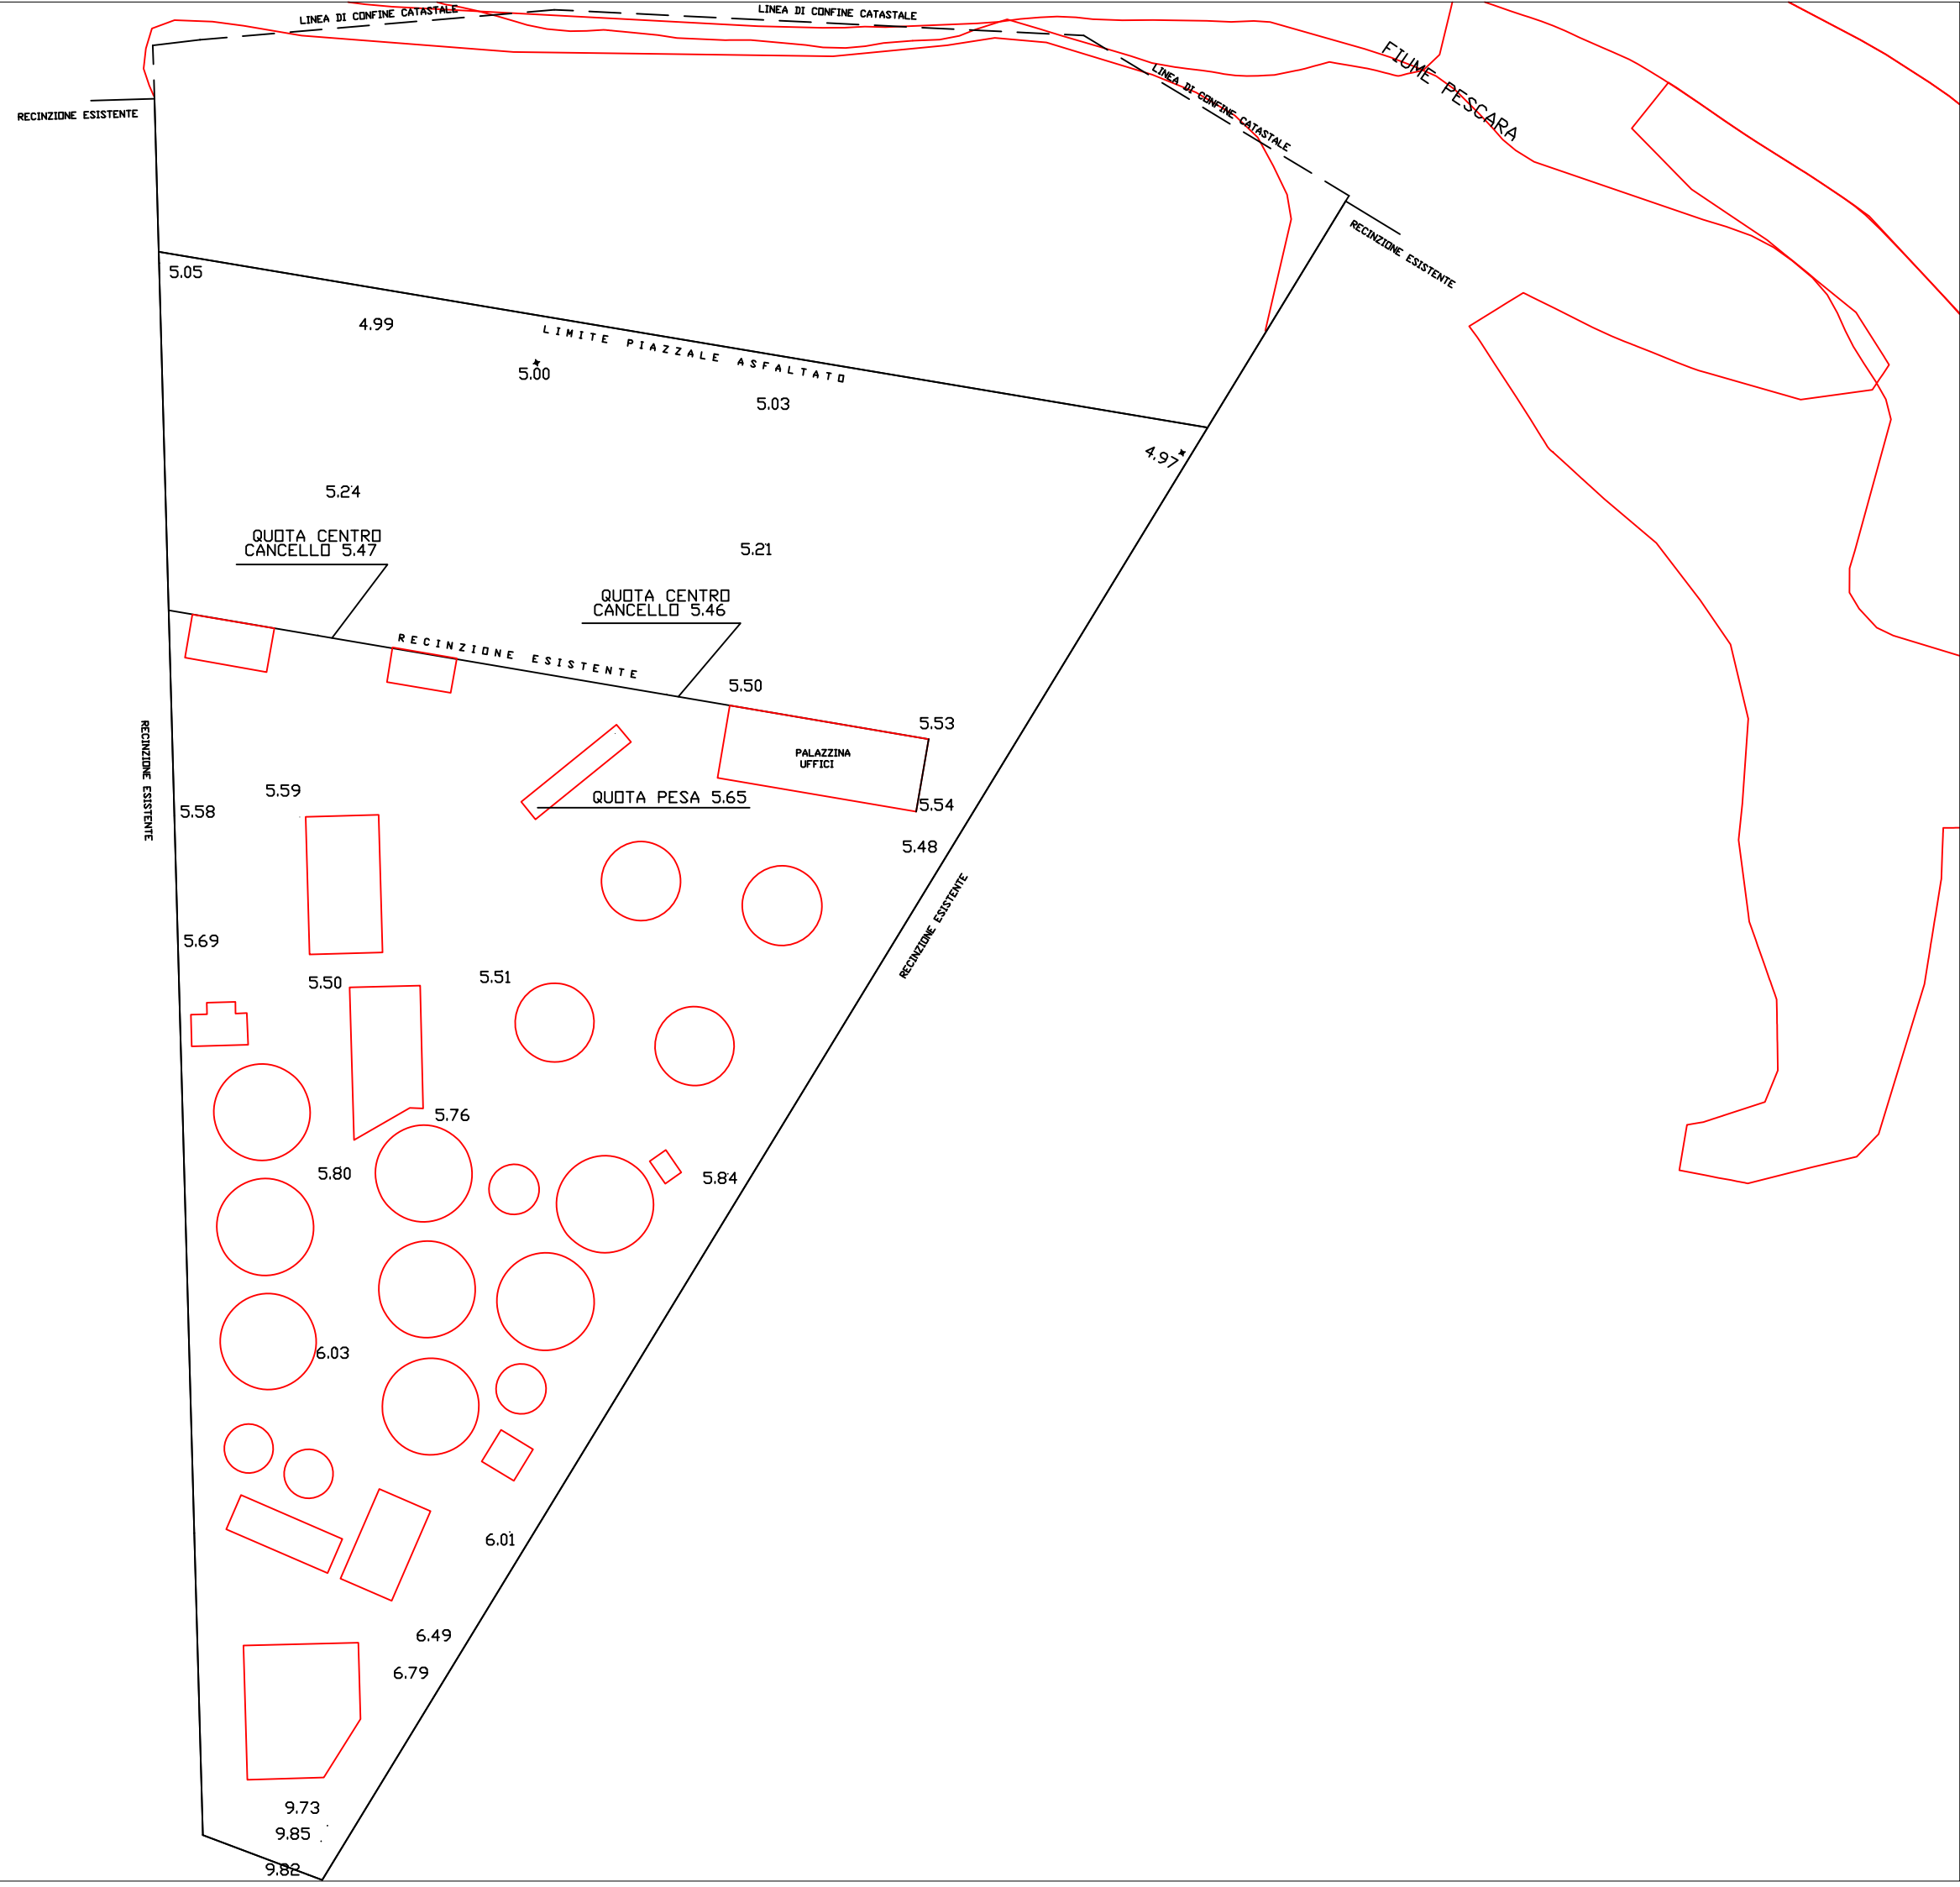 LINEA DI CONFINE CATASTALE
LINEA DI CONFINE CATASTALE
FIUME PESCARA
LINEA DI CONFINE CATASTALE
RECINZIONE ESISTENTE
RECINZIONE ESISTENTE
5.05
4.99
LIMITE PIAZZALE ASFALTATO
5.00
5.03
4.97
5.24
QUOTA CENTRO
CANCELLO 5.47
5.21
QUOTA CENTRO
CANCELLO 5.46
RECINZIONE ESISTENTE
5.50
5.53
PALAZZINA
UFFICI
RECINZIONE ESISTENTE
5.59
QUOTA PESA 5.65
5.54
5.58
5.48
RECINZIONE ESISTENTE
5.69
5.50
5.51
5.76
5.80
5.84
6.03
6.01
6.49
6.79
9.73
9.85
9.82